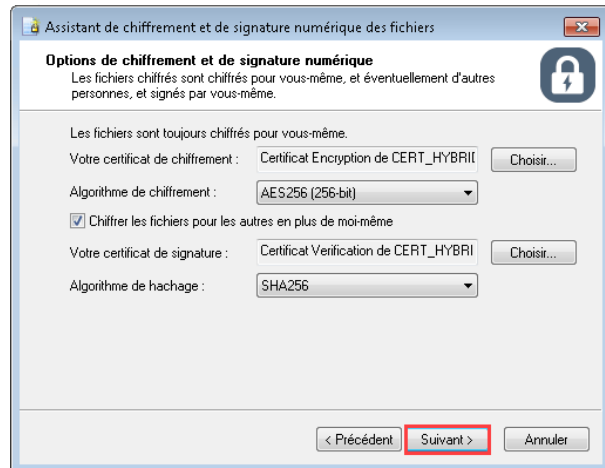 Assistant de chiffrement et de signature numérique des fichiers
Options de chiffrement et de signature numérique
Les fichiers chiffrés sont chiffrés pour vous-même, et éventuellement d'autres
personnes, et signés par vous-même.
Les fichiers sont toujours chiffrés pour vous-même.
Votre certificat de chiffrement : Certificat Encryption de CERT_HYBRID Choisir...
Algorithme de chiffrement : AES256 (256-bit)
Chiffrer les fichiers pour les autres en plus de moi-même
Votre certificat de signature : Certificat Verification de CERT_HYBRI Choisir...
Algorithme de hachage : SHA256
< Précédent Suivant > Annuler